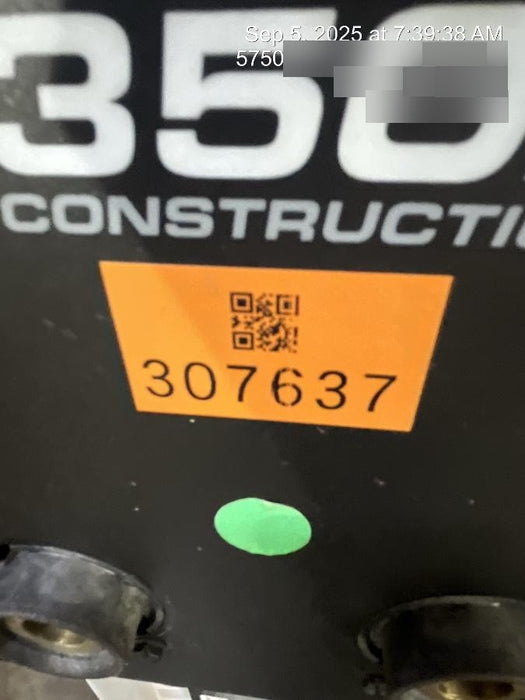 Sep 5, 2025 at 7:39:38 AM
5750
350
CONSTRUCTI
307637